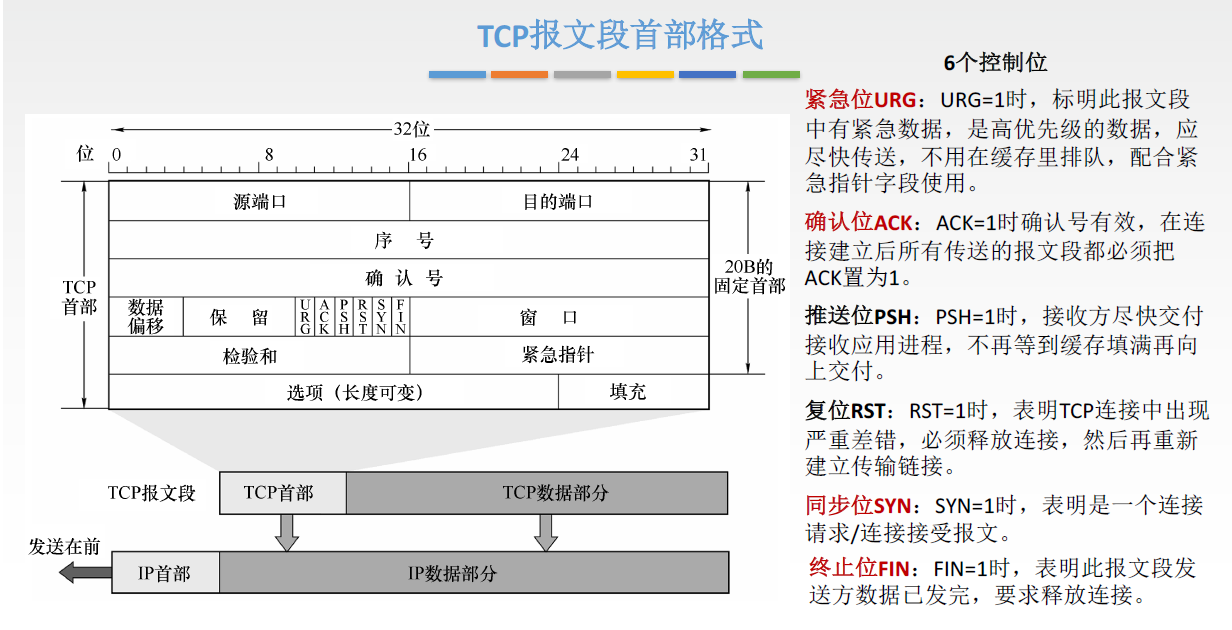 TCP报文段首部格式
6个控制位
紧急位URG：URG=1时，标明此报文段
中有紧急数据，是高优先级的数据，应
尽快传送，不用在缓存里排队，配合紧
急指针字段使用。
确认位ACK：ACK=1时确认号有效，在连
接建立后所有传送的报文段都必须把
ACK置为1。
推送位PSH：PSH=1时，接收方尽快交付
接收应用进程，不再等到缓存填满再向
上交付。
复位RST：RST=1时，表明TCP连接中出现
严重差错，必须释放连接，然后再重新
建立传输链接。
同步位SYN：SYN=1时，表明是一个连接
请求/连接接受报文。
终止位FIN：FIN=1时，表明此报文段发
送方数据已发完，要求释放连接。
32位
位 0 8 16 24 31
源端口 目的端口
序 号
确 认 号
TCP
首部
20B的
固定首部
数据
偏移
保 留
URG
ACK
PSH
RST
SYN
FIN
窗 口
检验和 紧急指针
选项（长度可变） 填充
TCP报文段 TCP首部 TCP数据部分
发送在前
IP首部 IP数据部分